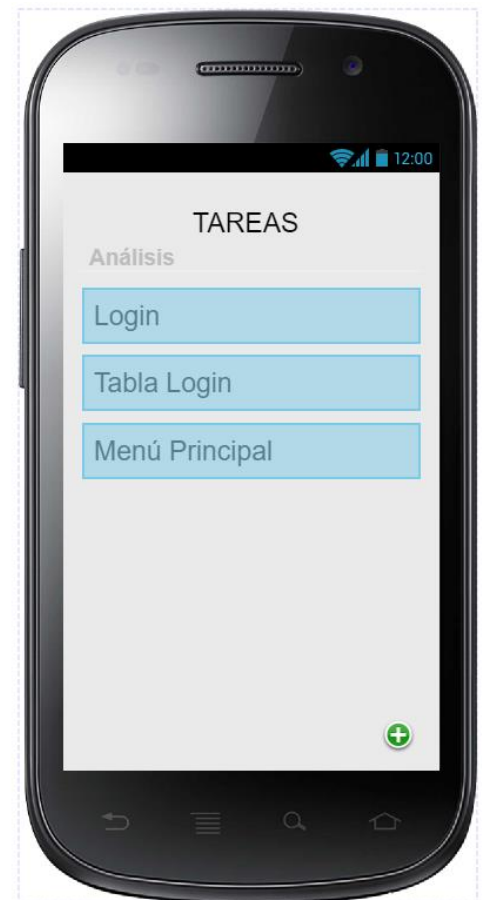 12:00
TAREAS
Análisis
Login
Tabla Login
Menú Principal